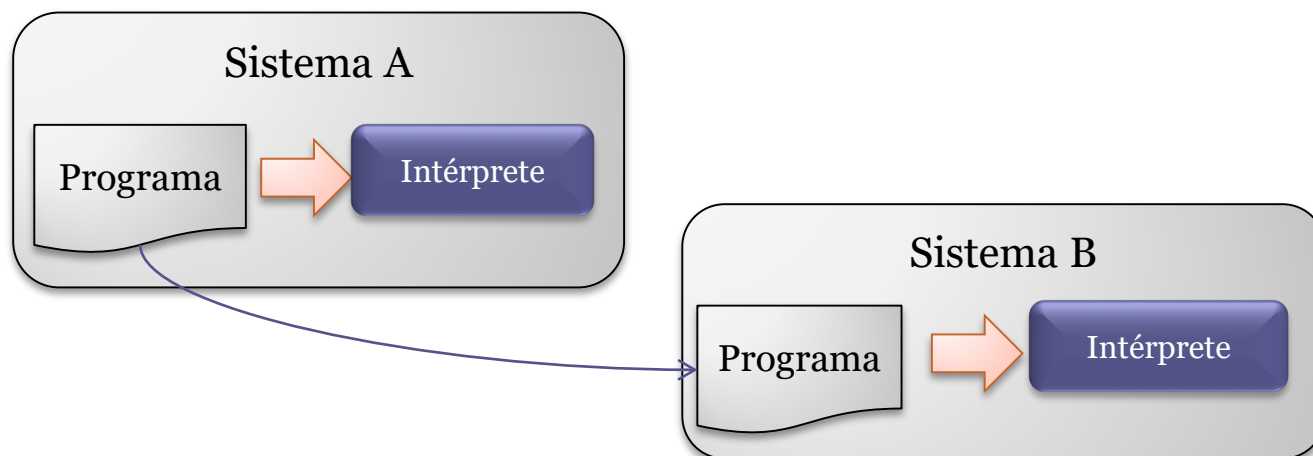 Sistema A
Programa
Intérprete
Sistema B
Programa
Intérprete